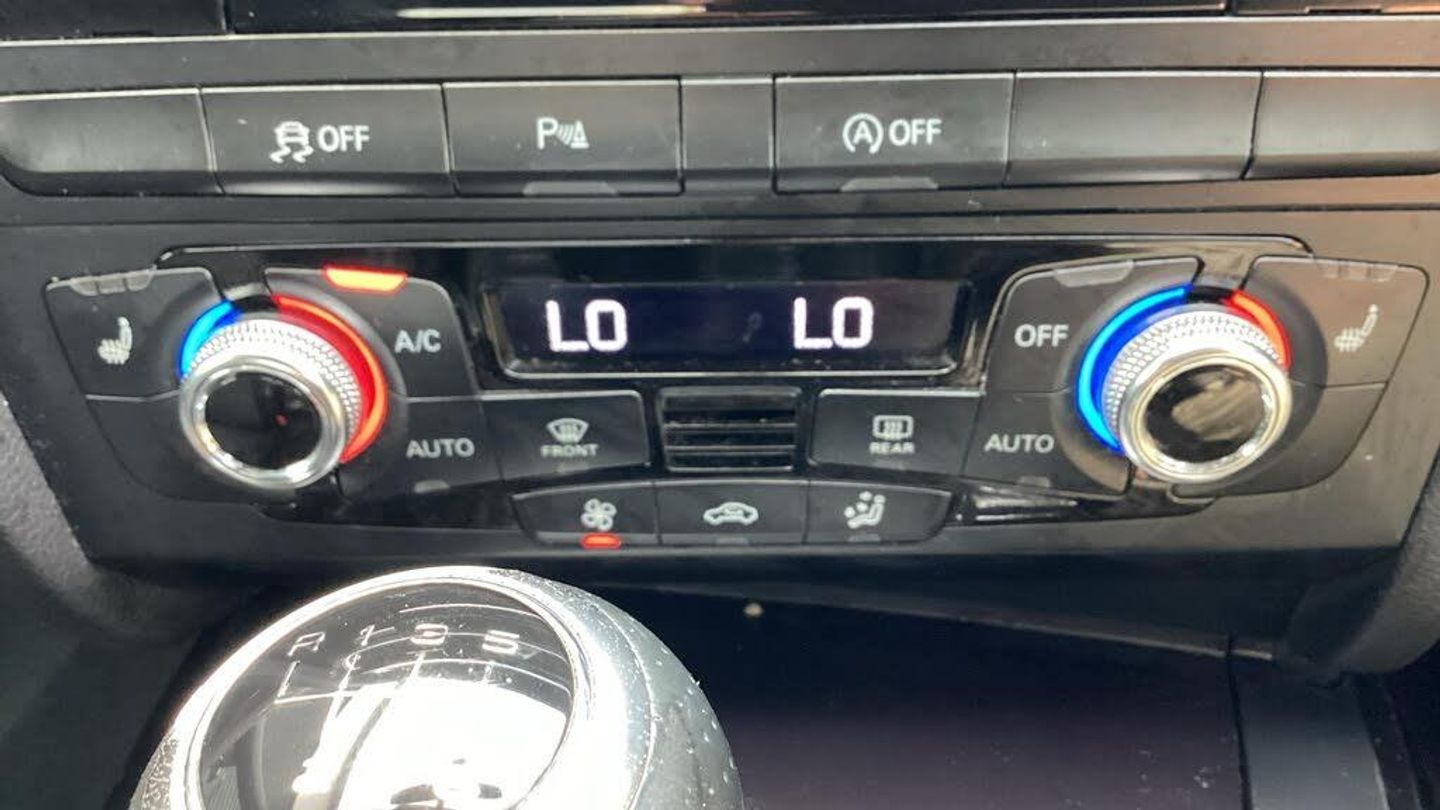 OFF
P
A OFF
LO LO
A/C
OFF
AUTO
FRONT
REAR
AUTO
R 1 3 5